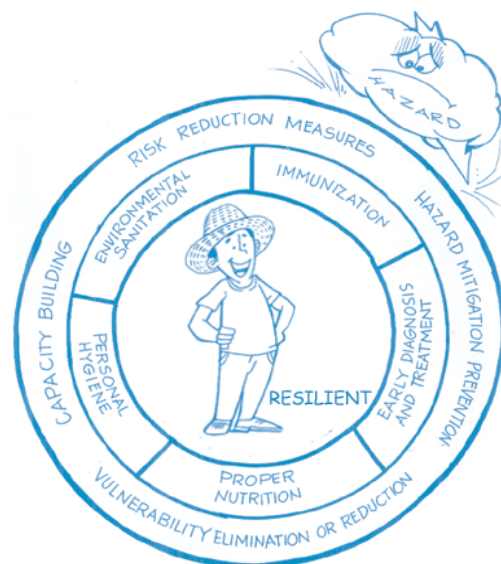 HAZARD
RISK REDUCTION MEASURES
HAZARD MITIGATION PREVENTION
VULNERABILITY ELIMINATION OR REDUCTION
CAPACITY BUILDING
ENVIRONMENTAL
SANITATION
IMMUNIZATION
EARLY DIAGNOSIS
AND TREATMENT
PROPER
NUTRITION
PERSONAL
HYGIENE
RESILIENT